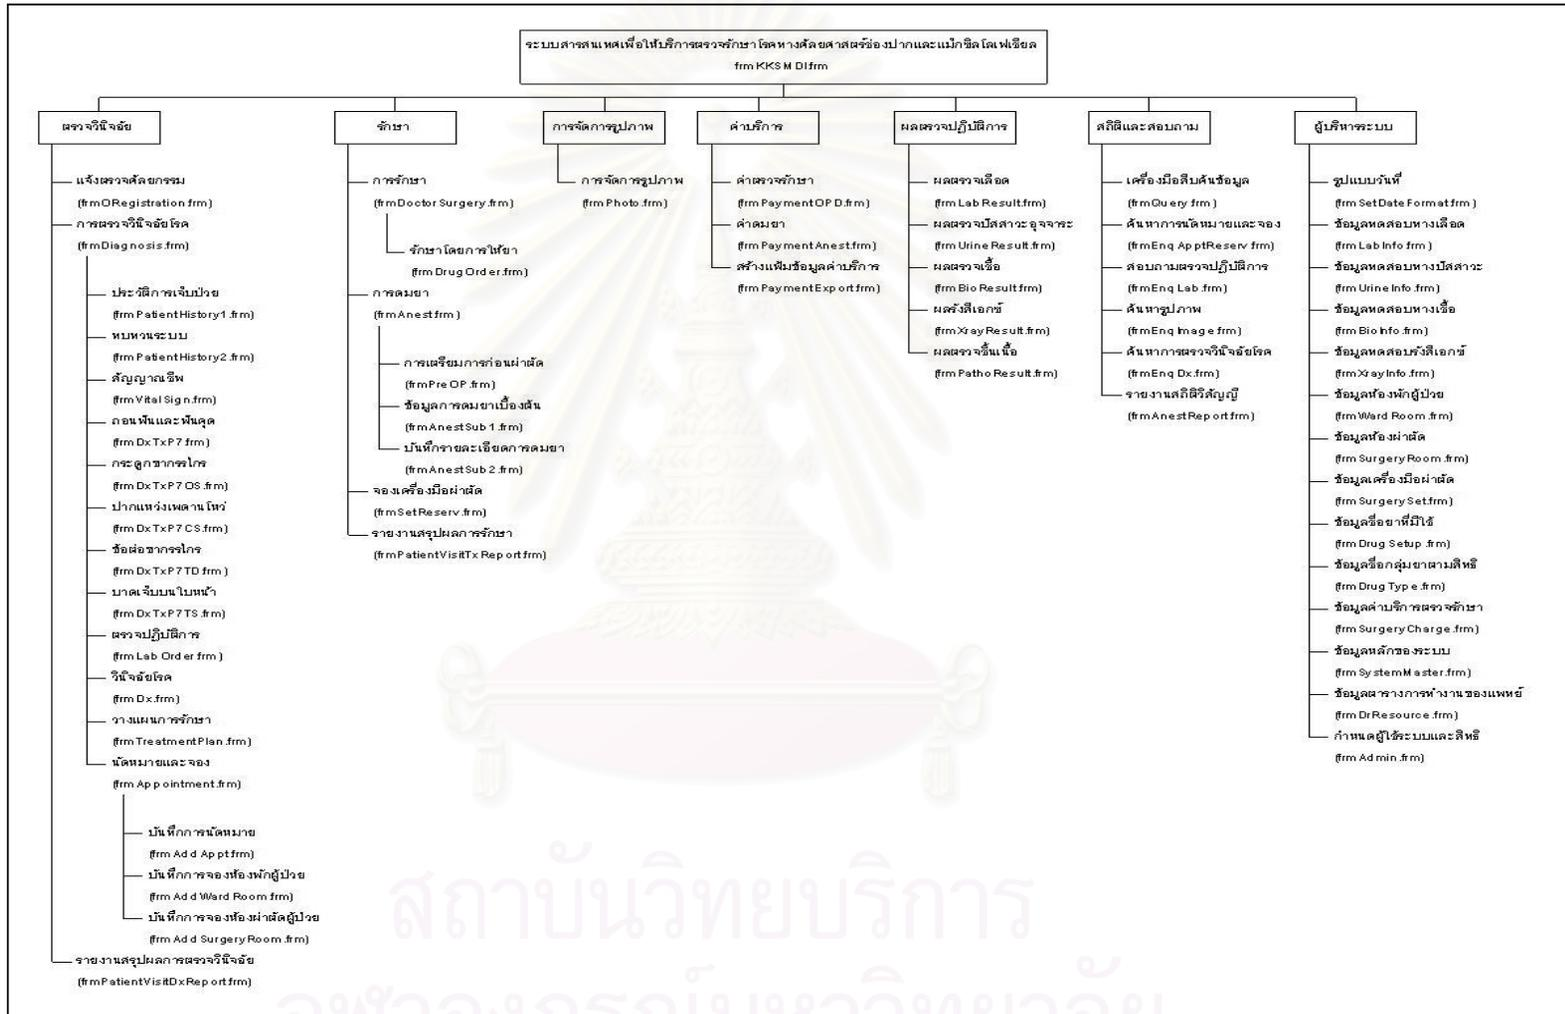 ระบบสารสนเทศเพื่อให้บริการตรวจรักษาโรคทางศัลยศาสตร์ช่องปากและแม็กซิลโลเฟเชียล
frmKKSMDI.frm
ตรวจวินิจฉัย
แจ้งตรวจศัลยกรรม
(frmORegistration.frm)
การตรวจวินิจฉัยโรค
(frmDiagnosis.frm)
ประวัติการเจ็บป่วย
(frmPatientHistory1.frm)
ทบทวนระบบ
(frmPatientHistory2.frm)
สัญญาณชีพ
(frmVitalSign.frm)
ถอนฟันและฟันคุด
(frmDxTxP7.frm)
กระดูกขากรรไกร
(frmDxTxP7OS.frm)
ปากแหว่งเพดานโหว่
(frmDxTxP7CS.frm)
ข้อต่อขากรรไกร
(frmDxTxP7TD.frm)
บาดเจ็บบนใบหน้า
(frmDxTxP7TS.frm)
ตรวจปฏิบัติการ
(frmLabOrder.frm)
วินิจฉัยโรค
(frmDx.frm)
วางแผนการรักษา
(frmTreatmentPlan.frm)
นัดหมายและจอง
(frmAppointment.frm)
บันทึกการนัดหมาย
(frmAddAppt.frm)
บันทึกการจองห้องพักผู้ป่วย
(frmAddWardRoom.frm)
บันทึกการจองห้องผ่าตัดผู้ป่วย
(frmAddSurgeryRoom.frm)
รายงานสรุปผลการตรวจวินิจฉัย
(frmPatientVisitDxReport.frm)
รักษา
การรักษา
(frmDoctorSurgery.frm)
รักษาโดยการให้ยา
(frmDrugOrder.frm)
การดมยา
(frmAnest.frm)
การเตรียมการก่อนผ่าตัด
(frmPreOP.frm)
ข้อมูลการดมยาเบื้องต้น
(frmAnestSub1.frm)
บันทึกรายละเอียดการดมยา
(frmAnestSub2.frm)
จองเครื่องมือผ่าตัด
(frmSetReserv.frm)
รายงานสรุปผลการรักษา
(frmPatientVisitTxReport.frm)
การจัดการรูปภาพ
การจัดการรูปภาพ
(frmPhoto.frm)
ค่าบริการ
ค่าตรวจรักษา
(frmPaymentOPD.frm)
ค่าดมยา
(frmPaymentAnest.frm)
สร้างแฟ้มข้อมูลค่าบริการ
(frmPaymentExport.frm)
ผลตรวจปฏิบัติการ
ผลตรวจเลือด
(frmLabResult.frm)
ผลตรวจปัสสาวะอุจจาระ
(frmUrineResult.frm)
ผลตรวจเชื้อ
(frmBioResult.frm)
ผลรังสีเอกซ์
(frmXrayResult.frm)
ผลตรวจชิ้นเนื้อ
(frmPathoResult.frm)
สถิติและสอบถาม
เครื่องมือสืบค้นข้อมูล
(frmQuery.frm)
ค้นหาการนัดหมายและจอง
(frmEnqApptReserv.frm)
สอบถามตรวจปฏิบัติการ
(frmEnqLab.frm)
ค้นหารูปภาพ
(frmEnqImage.frm)
ค้นหาการตรวจวินิจฉัยโรค
(frmEnqDx.frm)
รายงานสถิติวิสัญญี
(frmAnestReport.frm)
ผู้บริหารระบบ
รูปแบบวันที่
(frmSetDateFormat.frm)
ข้อมูลทดสอบทางเลือด
(frmLabInfo.frm)
ข้อมูลทดสอบทางปัสสาวะ
(frmUrineInfo.frm)
ข้อมูลทดสอบทางเชื้อ
(frmBioInfo.frm)
ข้อมูลทดสอบรังสีเอกซ์
(frmXrayInfo.frm)
ข้อมูลห้องพักผู้ป่วย
(frmWardRoom.frm)
ข้อมูลห้องผ่าตัด
(frmSurgeryRoom.frm)
ข้อมูลเครื่องมือผ่าตัด
(frmSurgerySet.frm)
ข้อมูลชื่อยาที่มีใช้
(frmDrugSetup.frm)
ข้อมูลชื่อกลุ่มยาตามสิทธิ
(frmDrugType.frm)
ข้อมูลค่าบริการตรวจรักษา
(frmSurgeryCharge.frm)
ข้อมูลหลักของระบบ
(frmSystemMaster.frm)
ข้อมูลตารางการทำงานของแพทย์
(frmDrResource.frm)
กำหนดผู้ใช้ระบบและสิทธิ
(frmAdmin.frm)
สถาบันวิทยบริการ
จุฬาลงกรณ์มหาวิทยาลัย